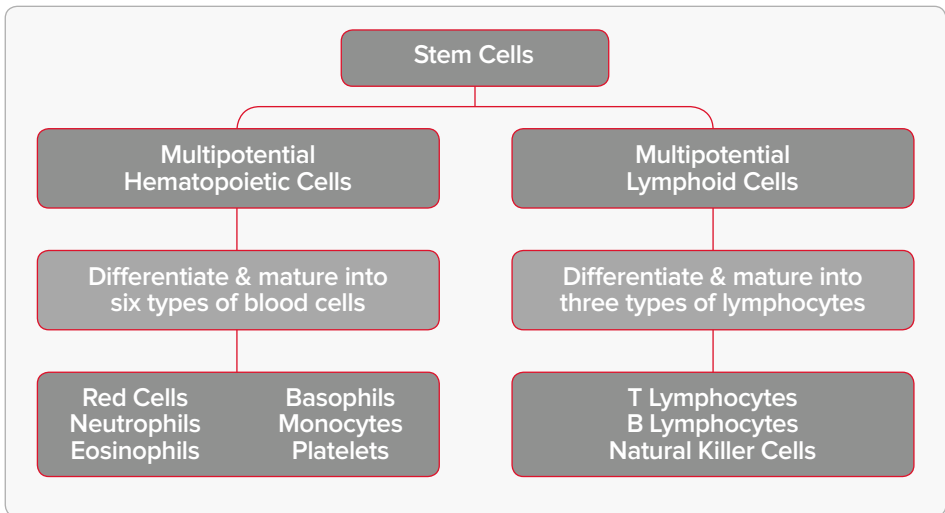 Stem Cells
Multipotential
Hematopoietic Cells
Multipotential
Lymphoid Cells
Differentiate & mature into
six types of blood cells
Differentiate & mature into
three types of lymphocytes
Red Cells
Neutrophils
Eosinophils
Basophils
Monocytes
Platelets
T Lymphocytes
B Lymphocytes
Natural Killer Cells